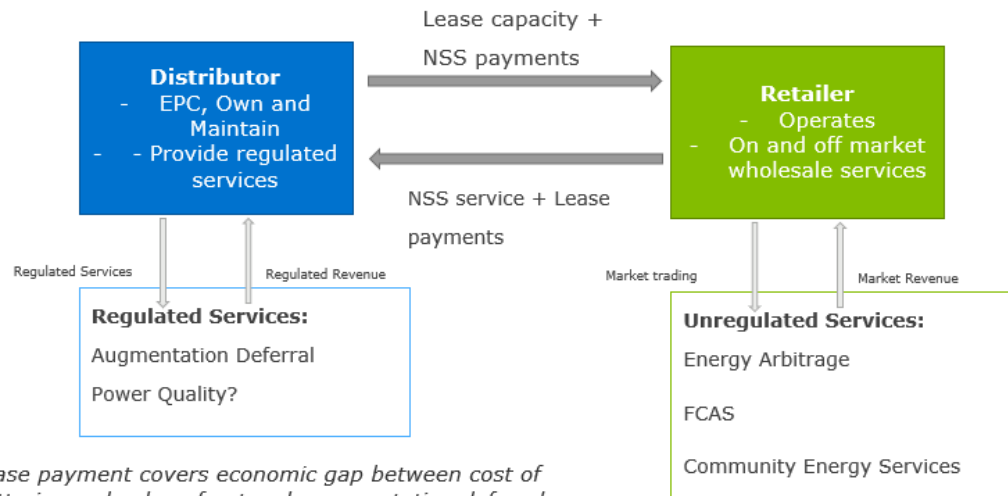 Lease capacity +
NSS payments
Distributor
- EPC, Own and
Maintain
- - Provide regulated
services
Retailer
- Operates
- On and off market
wholesale services
NSS service + Lease
payments
Regulated Services
Regulated Revenue
Market trading
Market Revenue
Regulated Services:
Augmentation Deferral
Power Quality?
Unregulated Services:
Energy Arbitrage
FCAS
Community Energy Services
payment covers economic gap between cost of